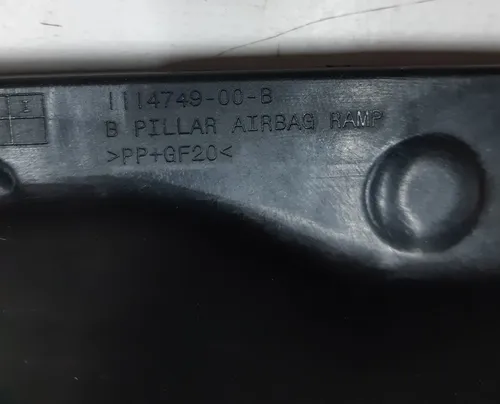 1114749-00-B
B PILLAR AIRBAG RAMP
>PP+GF20<